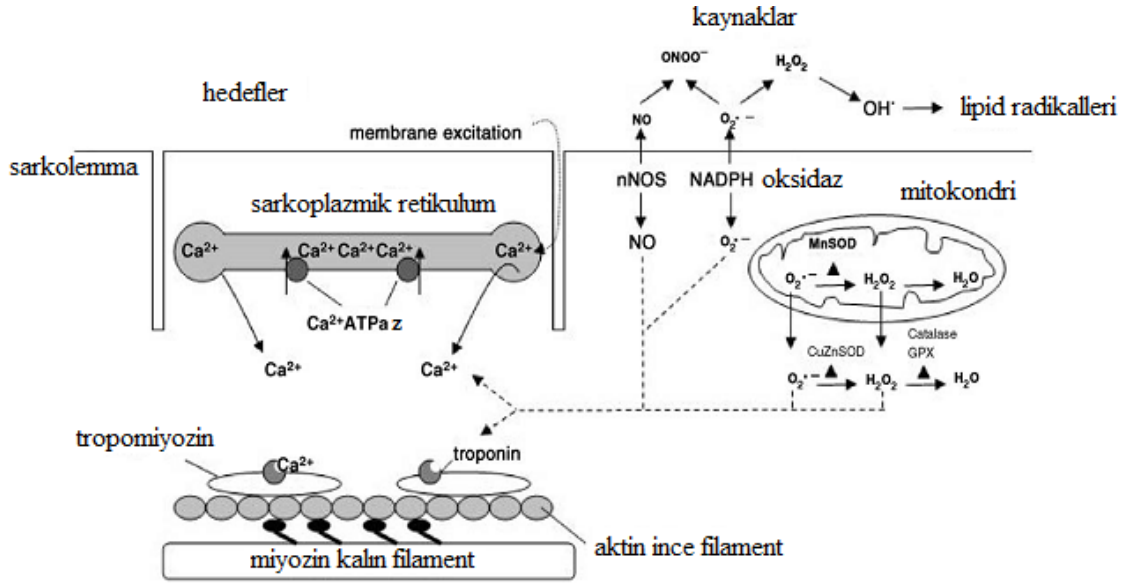 kaynaklar
ONOO⁻
H₂O₂
hedefler
OH˙
lipid radikalleri
NO
O₂•⁻
membrane excitation
sarkolemma
nNOS
NADPH oksidaz
mitokondri
sarkoplazmik retikulum
MnSOD
Ca²⁺
Ca²⁺ Ca²⁺ Ca²⁺
Ca²⁺
NO
O₂•⁻
O₂•⁻
H₂O₂
H₂O
Ca²⁺ATPaz
Catalase
GPX
CuZnSOD
Ca²⁺
Ca²⁺
O₂•⁻
H₂O₂
H₂O
tropomiyozin
Ca²⁺
troponin
aktin ince filament
miyozin kalın filament